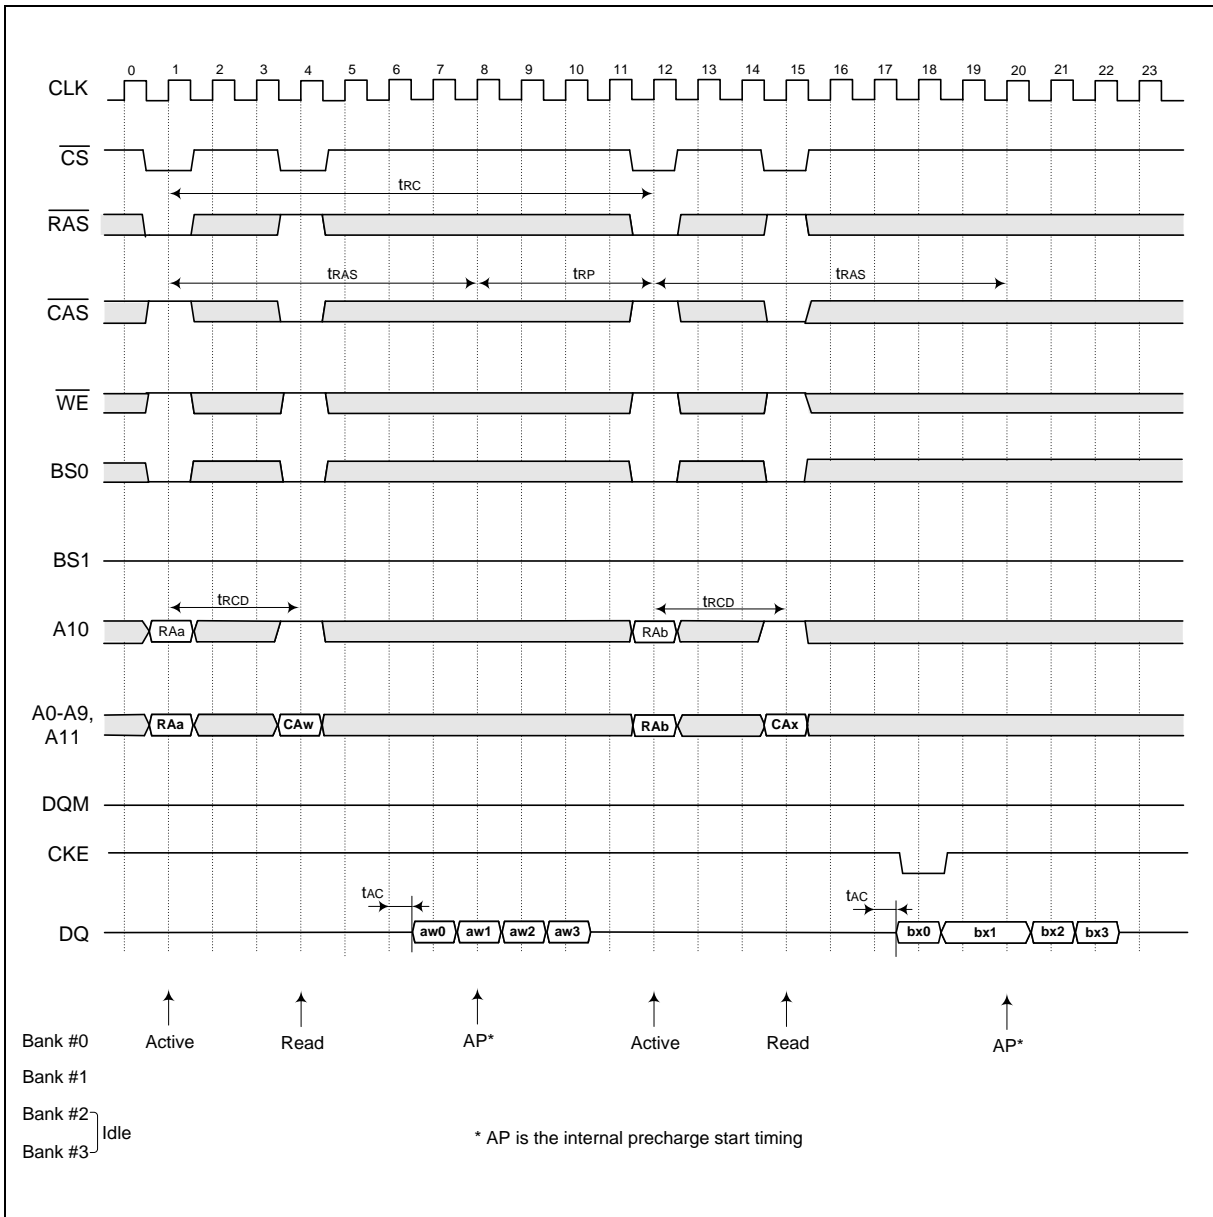 0 1 2 3 4 5 6 7 8 9 10 11 12 13 14 15 16 17 18 19 20 21 22 23
CLK
CS
tRC
RAS
tRAS tRP tRAS
CAS
WE
BS0
BS1
tRCD tRCD
A10 RAa RAb
A0-A9,
A11
RAa CAw RAb CAx
DQM
CKE
tAC tAC
DQ aw0 aw1 aw2 aw3 bx0 bx1 bx2 bx3
Bank #0 Active Read AP* Active Read AP*
Bank #1
Bank #2
Idle
Bank #3
* AP is the internal precharge start timing